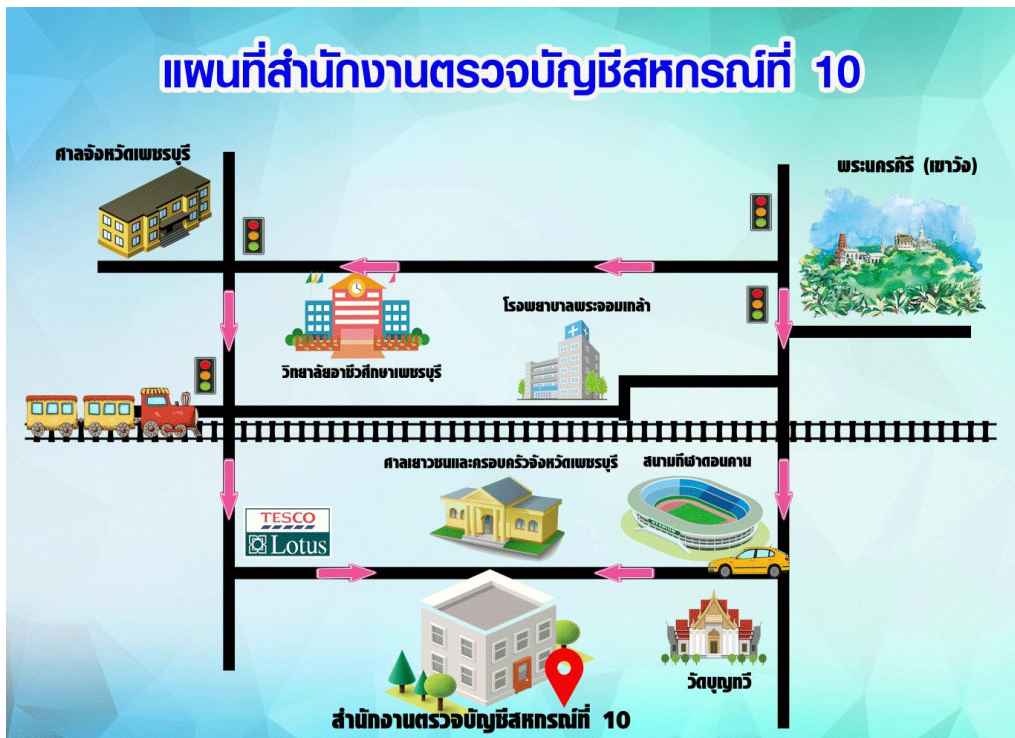 แผนที่สำนักงานตรวจบัญชีสหกรณ์ที่ 10
ศาลจังหวัดเพชรบุรี
พระนครคีรี (เขาวัง)
โรงพยาบาลพระจอมเกล้า
วิทยาลัยอาชีวศึกษาเพชรบุรี
ศาลเยาวชนและครอบครัวจังหวัดเพชรบุรี
สนามกีฬาดอนคาน
STADIUM
TESCO
Lotus
วัดบุญทวี
สำนักงานตรวจบัญชีสหกรณ์ที่ 10